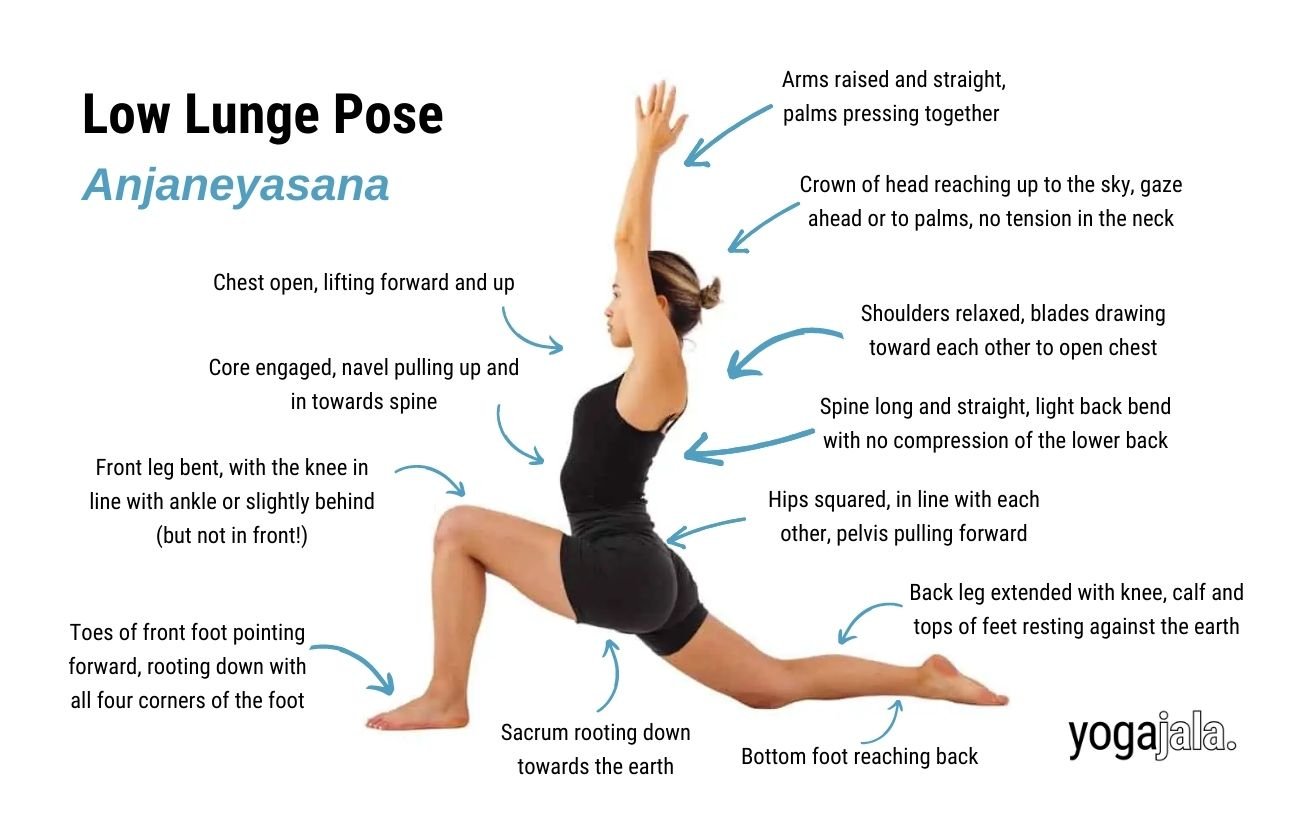 Low Lunge Pose
Anjaneyasana
Arms raised and straight,
palms pressing together
Crown of head reaching up to the sky, gaze
ahead or to palms, no tension in the neck
Chest open, lifting forward and up
Shoulders relaxed, blades drawing
toward each other to open chest
Core engaged, navel pulling up and
in towards spine
Spine long and straight, light back bend
with no compression of the lower back
Front leg bent, with the knee in
line with ankle or slightly behind
(but not in front!)
Hips squared, in line with each
other, pelvis pulling forward
Back leg extended with knee, calf and
tops of feet resting against the earth
Toes of front foot pointing
forward, rooting down with
all four corners of the foot
Sacrum rooting down
towards the earth
Bottom foot reaching back
yogajala.